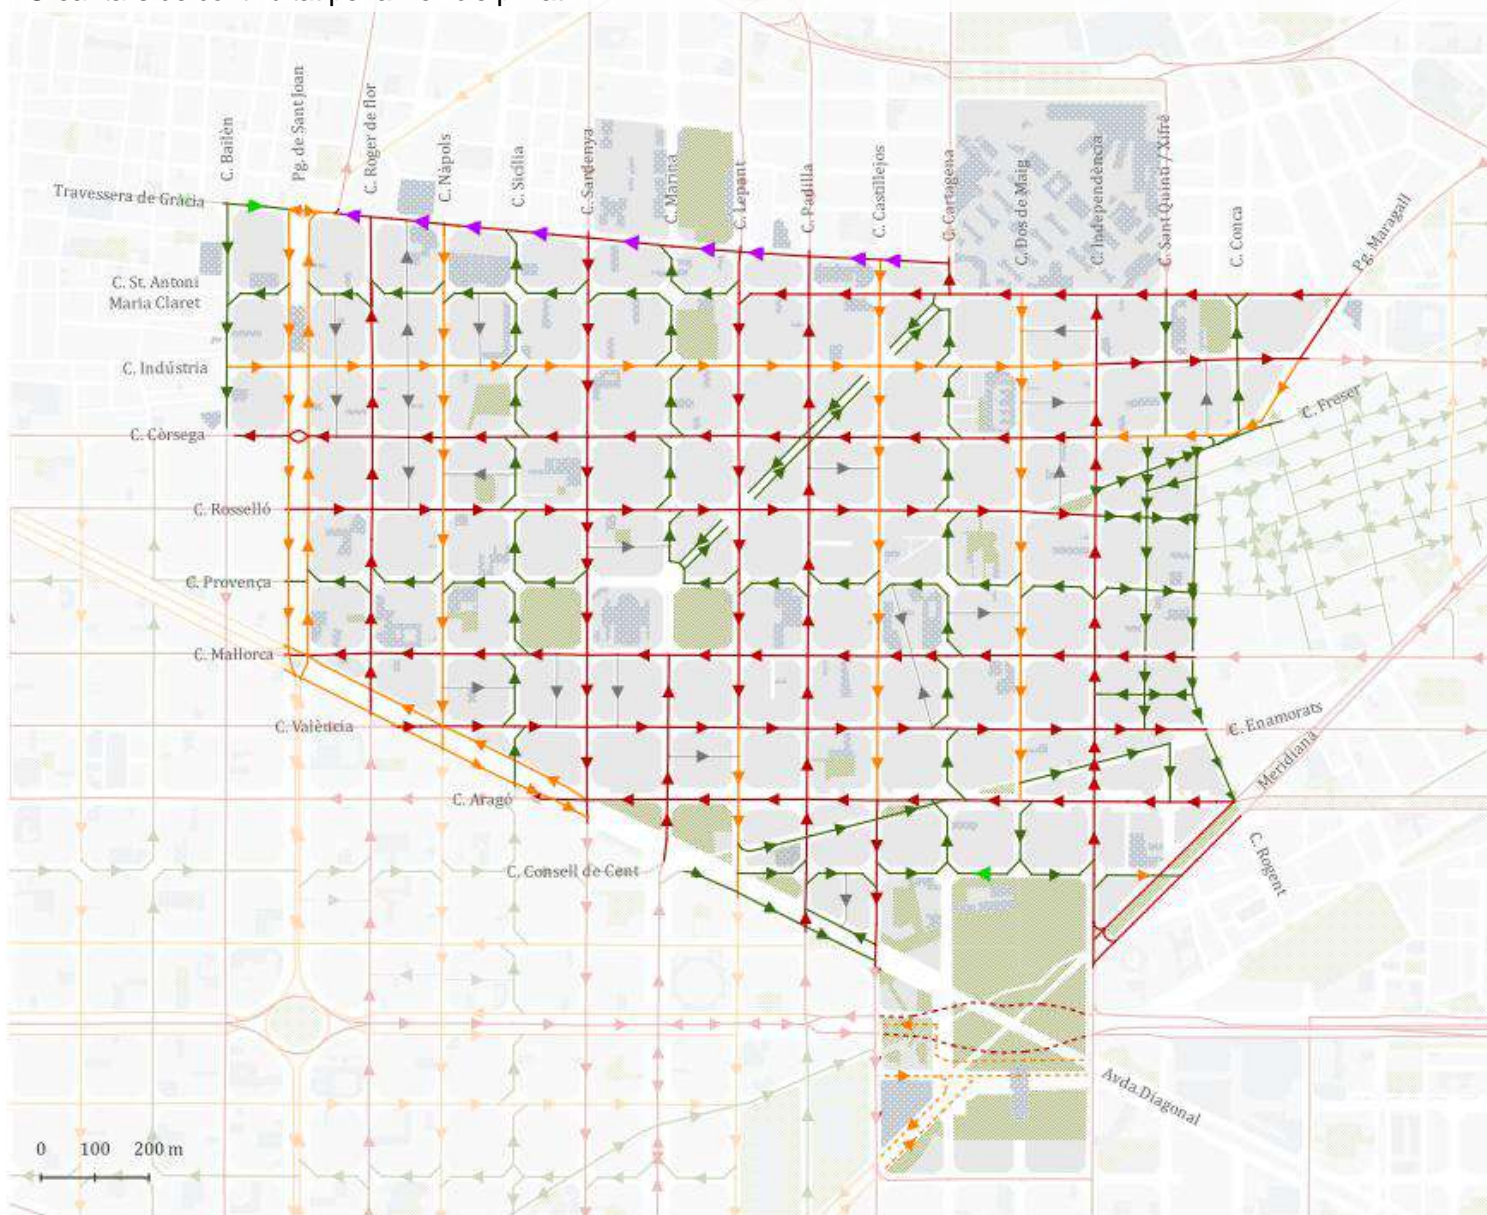 C. Bailèn
Pg. de Sant Joan
C. Roger de flor
C. Nàpols
C. Sicília
C. Sardenya
C. Marina
C. Lepant
C. Padilla
C. Castillejos
C. Cartagena
C. Dos de Maig
C. Independència
C. Sant Quintí / Xifré
C. Conca
Pg. Maragall
Travessera de Gràcia
C. St. Antoni
Maria Claret
C. Indústria
C. Freser
C. Còrsega
C. Rosselló
C. Provença
C. Mallorca
C. València
C. Enamorats
Meridiana
C. Aragó
C. Rogent
C. Consell de Cent
Avda.Diagonal
0 100 200 m